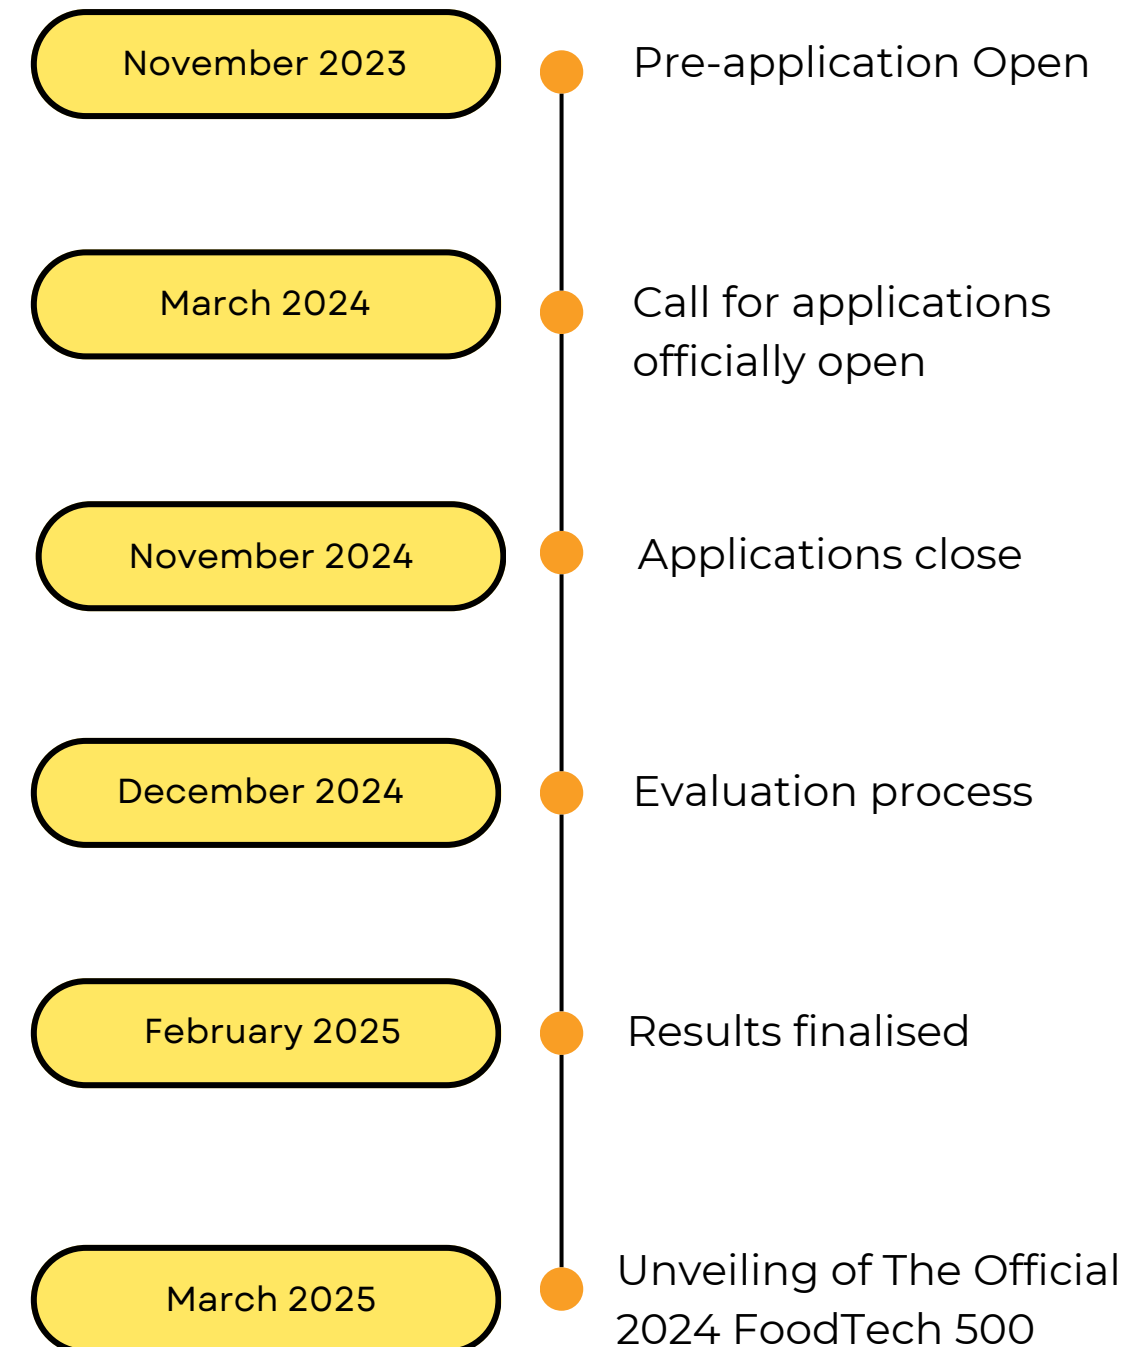 November 2023
Pre-application Open
March 2024
Call for applications
officially open
November 2024
Applications close
December 2024
Evaluation process
February 2025
Results finalised
March 2025
Unveiling of The Official
2024 FoodTech 500